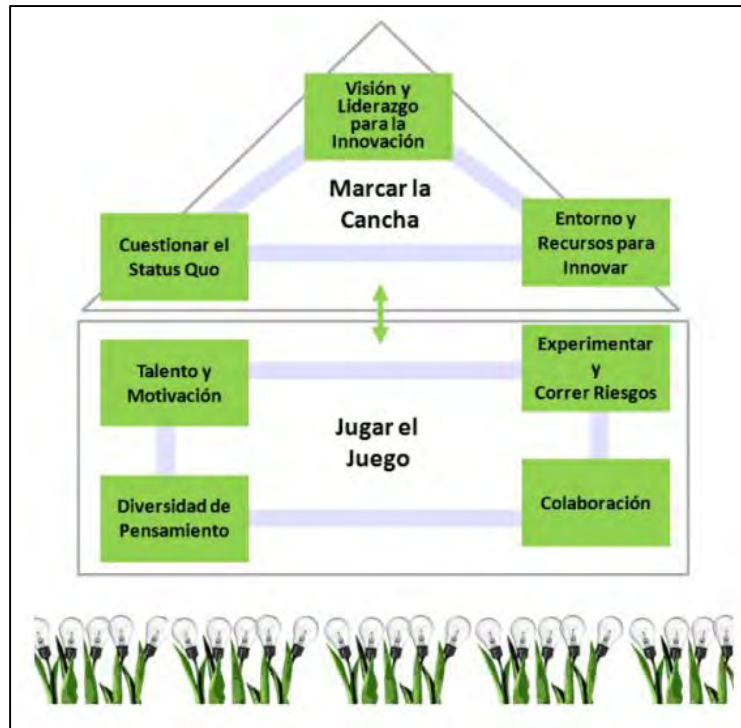 Visión y
Liderazgo
para la
Innovación
Marcar la
Cancha
Cuestionar el
Status Quo
Entorno y
Recursos para
Innovar
Talento y
Motivación
Experimentar
y
Correr Riesgos
Jugar el
Juego
Diversidad de
Pensamiento
Colaboración